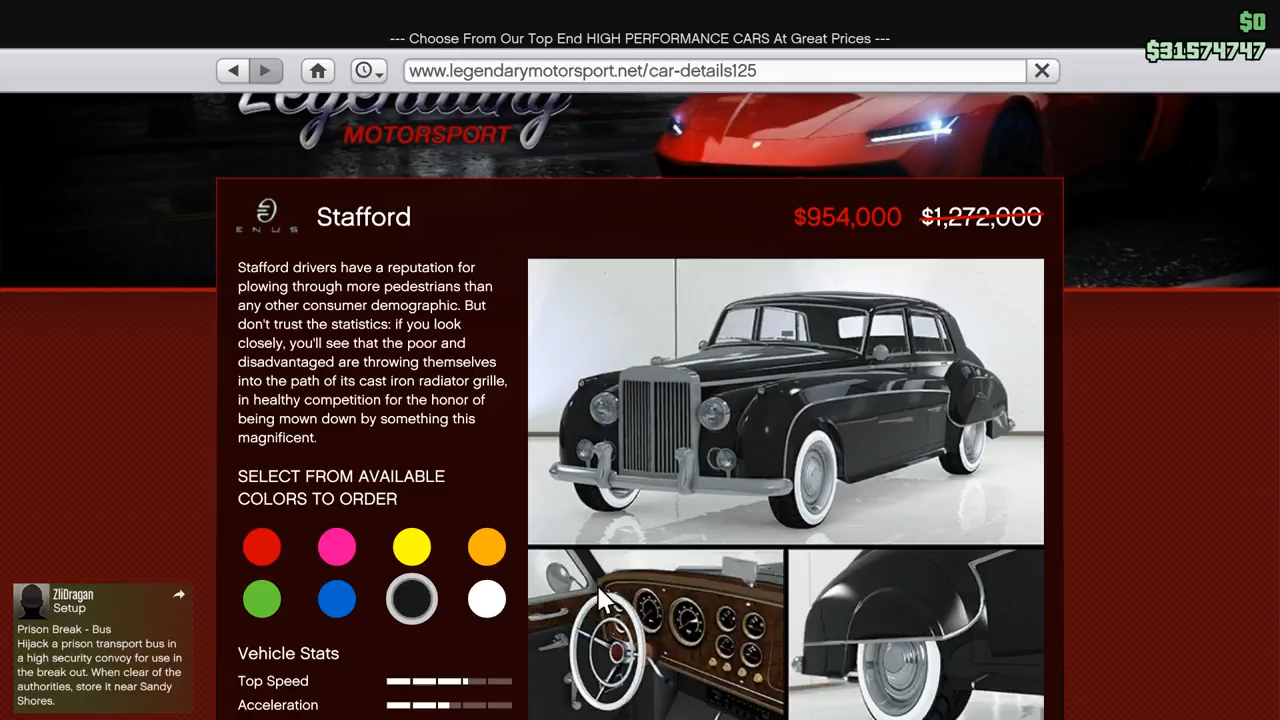 $0
$31574747
--- Choose From Our Top End HIGH PERFORMANCE CARS At Great Prices ---
www.legendarymotorsport.net/car-details125
Legendary
MOTORSPORT
ENUS
Stafford
$954,000 $1,272,000
Stafford drivers have a reputation for
plowing through more pedestrians than
any other consumer demographic. But
don't trust the statistics: if you look
closely, you'll see that the poor and
disadvantaged are throwing themselves
into the path of its cast iron radiator grille,
in healthy competition for the honor of
being mown down by something this
magnificent.
SELECT FROM AVAILABLE
COLORS TO ORDER
Vehicle Stats
Top Speed
Acceleration
ZliDragan
Setup
Prison Break - Bus
Hijack a prison transport bus in
a high security convoy for use in
the break out. When clear of the
authorities, store it near Sandy
Shores.